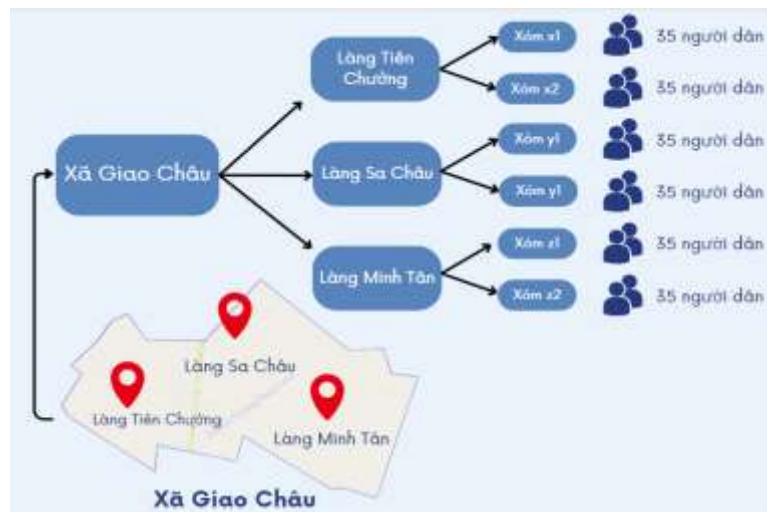 Làng Tiên
Chưởng
Xóm x1
35 người dân
Xóm x2
35 người dân
Xã Giao Châu
Làng Sa Châu
Xóm y1
35 người dân
Xóm y1
35 người dân
Làng Minh Tân
Xóm z1
35 người dân
Xóm z2
35 người dân
Làng Sa Châu
Làng Tiên Chưởng
Làng Minh Tân
Xã Giao Châu